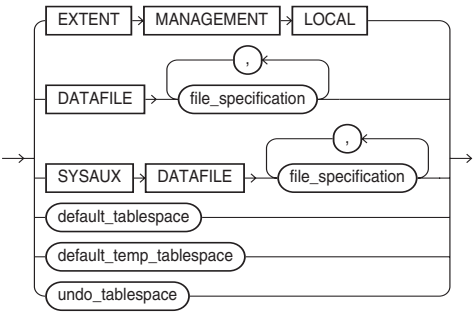 EXTENT MANAGEMENT LOCAL
,
DATAFILE file_specification
,
SYSAUX DATAFILE file_specification
default_tablespace
default_temp_tablespace
undo_tablespace